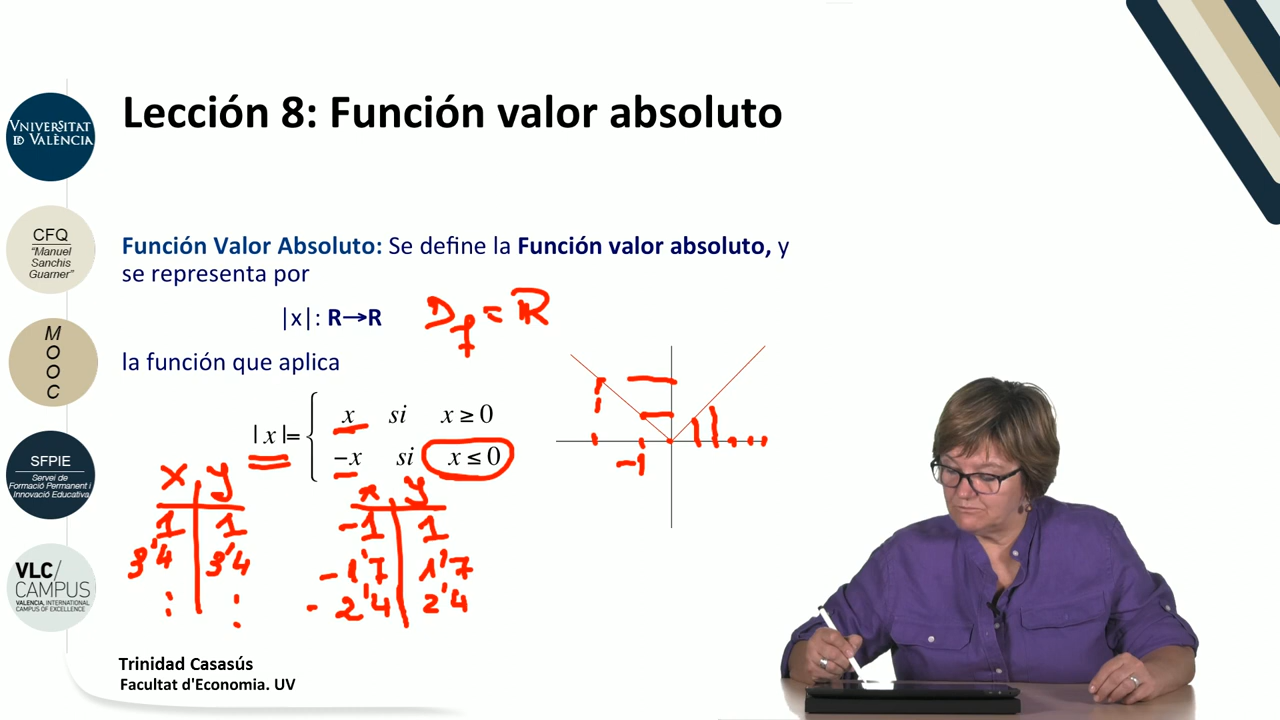 Lección 8: Función valor absoluto
VNIVERSITAT
DE VALÈNCIA
CFQ
"Manuel
Sanchis
Guarner"
MOOC
SFPIE
Servei de
Formació Permanent i
Innovació Educativa
VLC/
CAMPUS
VALENCIA, INTERNATIONAL
CAMPUS OF EXCELLENCE
Función Valor Absoluto: Se define la Función valor absoluto, y
se representa por
|x|: R→R
D_f = ℝ
la función que aplica
|x|= { x si x ≥ 0
-x si x ≤ 0
x | y
1 | 1
3'4 | 3'4
: | :
x | y
-1 | 1
-1'7 | 1'7
-2'4 | 2'4
-1
Trinidad Casasús
Facultat d'Economia. UV